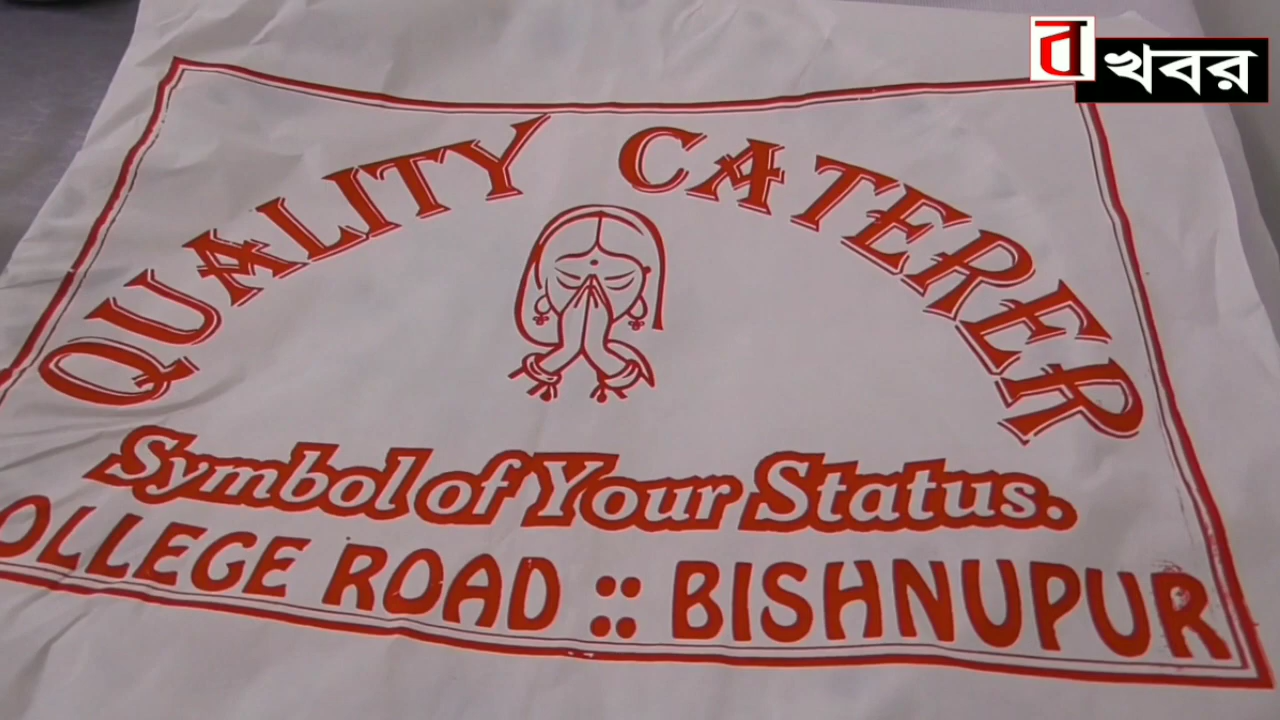 ব খবর
QUALITY CATERER
Symbol of Your Status.
OLLEGE ROAD :: BISHNUPUR